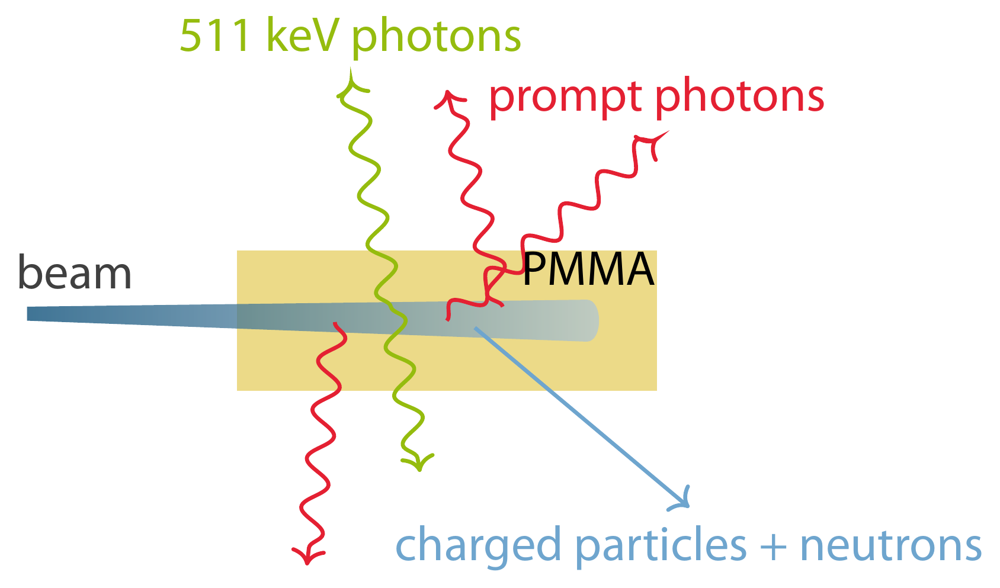 511 keV photons
prompt photons
beam
PMMA
charged particles + neutrons